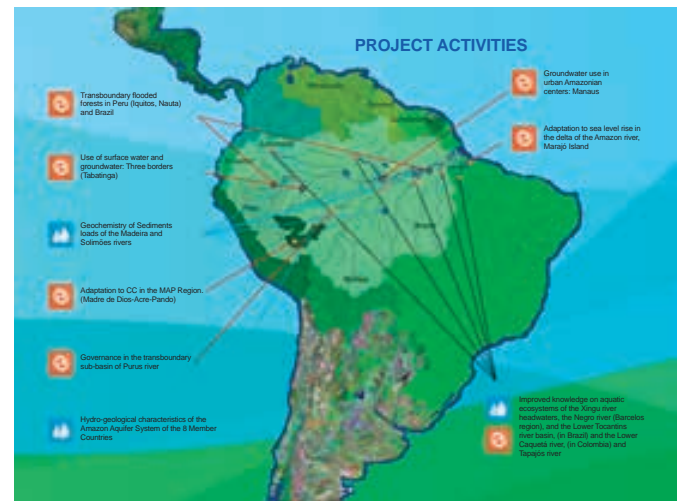 PROJECT ACTIVITIES
Transboundary flooded
forests in Peru (Iquitos, Nauta)
and Brazil
Use of surface water and
groundwater: Three borders
(Tabatinga)
Geochemistry of Sediments
loads of the Madeira and
Solimões rivers
Adaptation to CC in the MAP Region.
(Madre de Dios-Acre-Pando)
Governance in the transboundary
sub-basin of Purus river
Hydro-geological characteristics of the
Amazon Aquifer System of the 8 Member
Countries
Groundwater use in
urban Amazonian
centers: Manaus
Adaptation to sea level rise in
the delta of the Amazon river,
Marajó Island
Improved knowledge on aquatic
ecosystems of the Xingu river
headwaters, the Negro river (Barcelos
region), and the Lower Tocantins
river basin, (in Brazil) and the Lower
Caquetá river, (in Colombia) and
Tapajós river